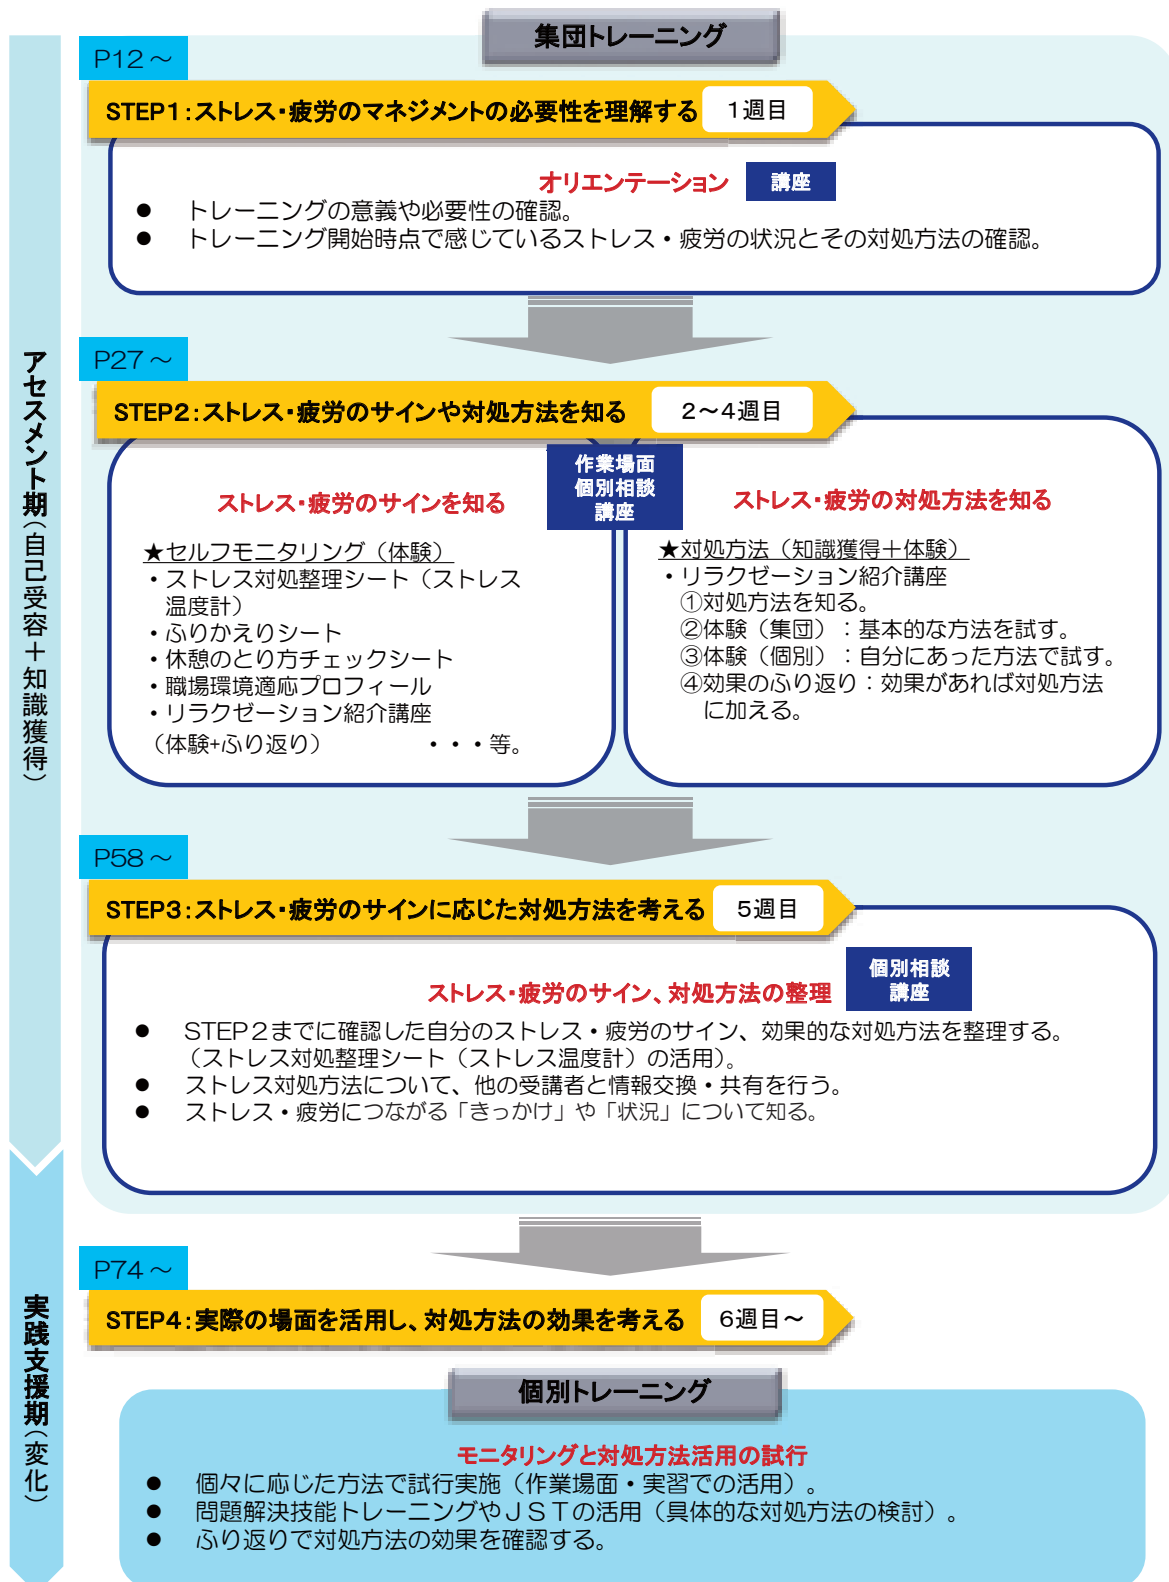 集団トレーニング
P12～
STEP1：ストレス・疲労のマネジメントの必要性を理解する
1週目
オリエンテーション
講座
● トレーニングの意義や必要性の確認。
● トレーニング開始時点で感じているストレス・疲労の状況とその対処方法の確認。
アセスメント期（自己受容＋知識獲得）
P27～
STEP2：ストレス・疲労のサインや対処方法を知る
2～4週目
作業場面
個別相談
講座
ストレス・疲労のサインを知る
★セルフモニタリング（体験）
・ストレス対処整理シート（ストレス
温度計）
・ふりかえりシート
・休憩のとり方チェックシート
・職場環境適応プロフィール
・リラクゼーション紹介講座
（体験+ふり返り）　・・・等。
ストレス・疲労の対処方法を知る
★対処方法（知識獲得＋体験）
・リラクゼーション紹介講座
①対処方法を知る。
②体験（集団）：基本的な方法を試す。
③体験（個別）：自分にあった方法で試す。
④効果のふり返り：効果があれば対処方法
に加える。
P58～
STEP3：ストレス・疲労のサインに応じた対処方法を考える
5週目
ストレス・疲労のサイン、対処方法の整理
個別相談
講座
● STEP２までに確認した自分のストレス・疲労のサイン、効果的な対処方法を整理する。
（ストレス対処整理シート（ストレス温度計）の活用）。
● ストレス対処方法について、他の受講者と情報交換・共有を行う。
● ストレス・疲労につながる「きっかけ」や「状況」について知る。
P74～
STEP4：実際の場面を活用し、対処方法の効果を考える
6週目～
実践支援期（変化）
個別トレーニング
モニタリングと対処方法活用の試行
● 個々に応じた方法で試行実施（作業場面・実習での活用）。
● 問題解決技能トレーニングやＪＳＴの活用（具体的な対処方法の検討）。
● ふり返りで対処方法の効果を確認する。